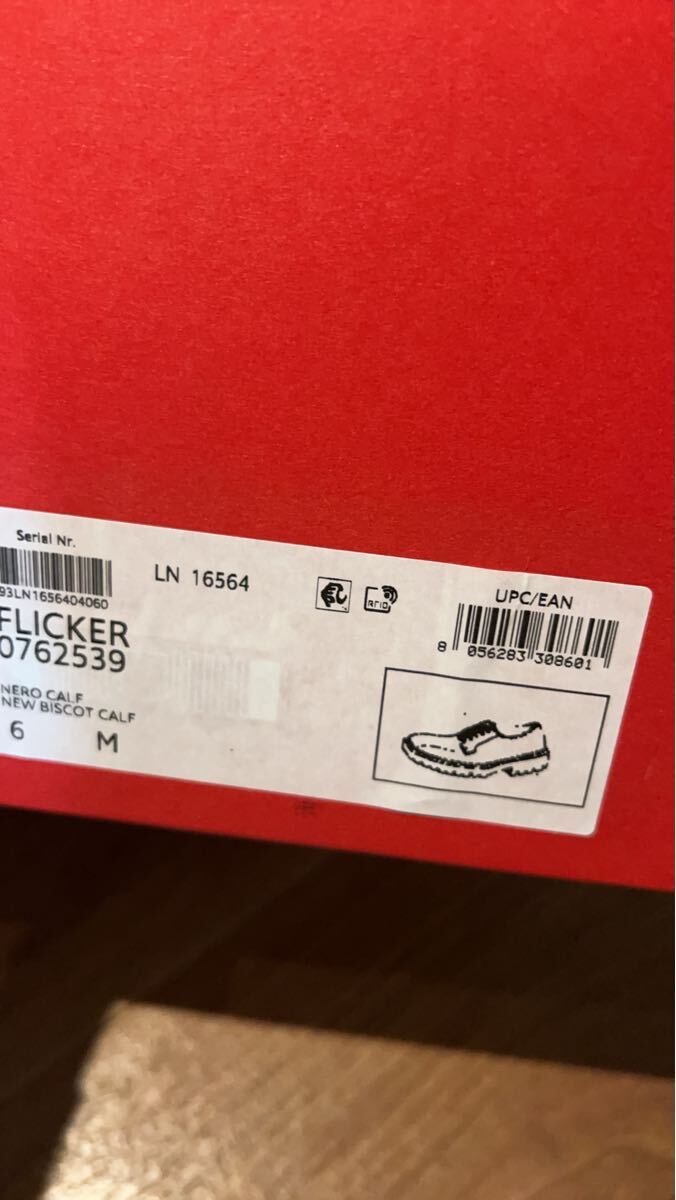 Serial Nr.
93LN1656404060
LN 16564
RFID
UPC/EAN
8 056283 308601
FLICKER
0762539
NERO CALF
NEW BISCOT CALF
6 M